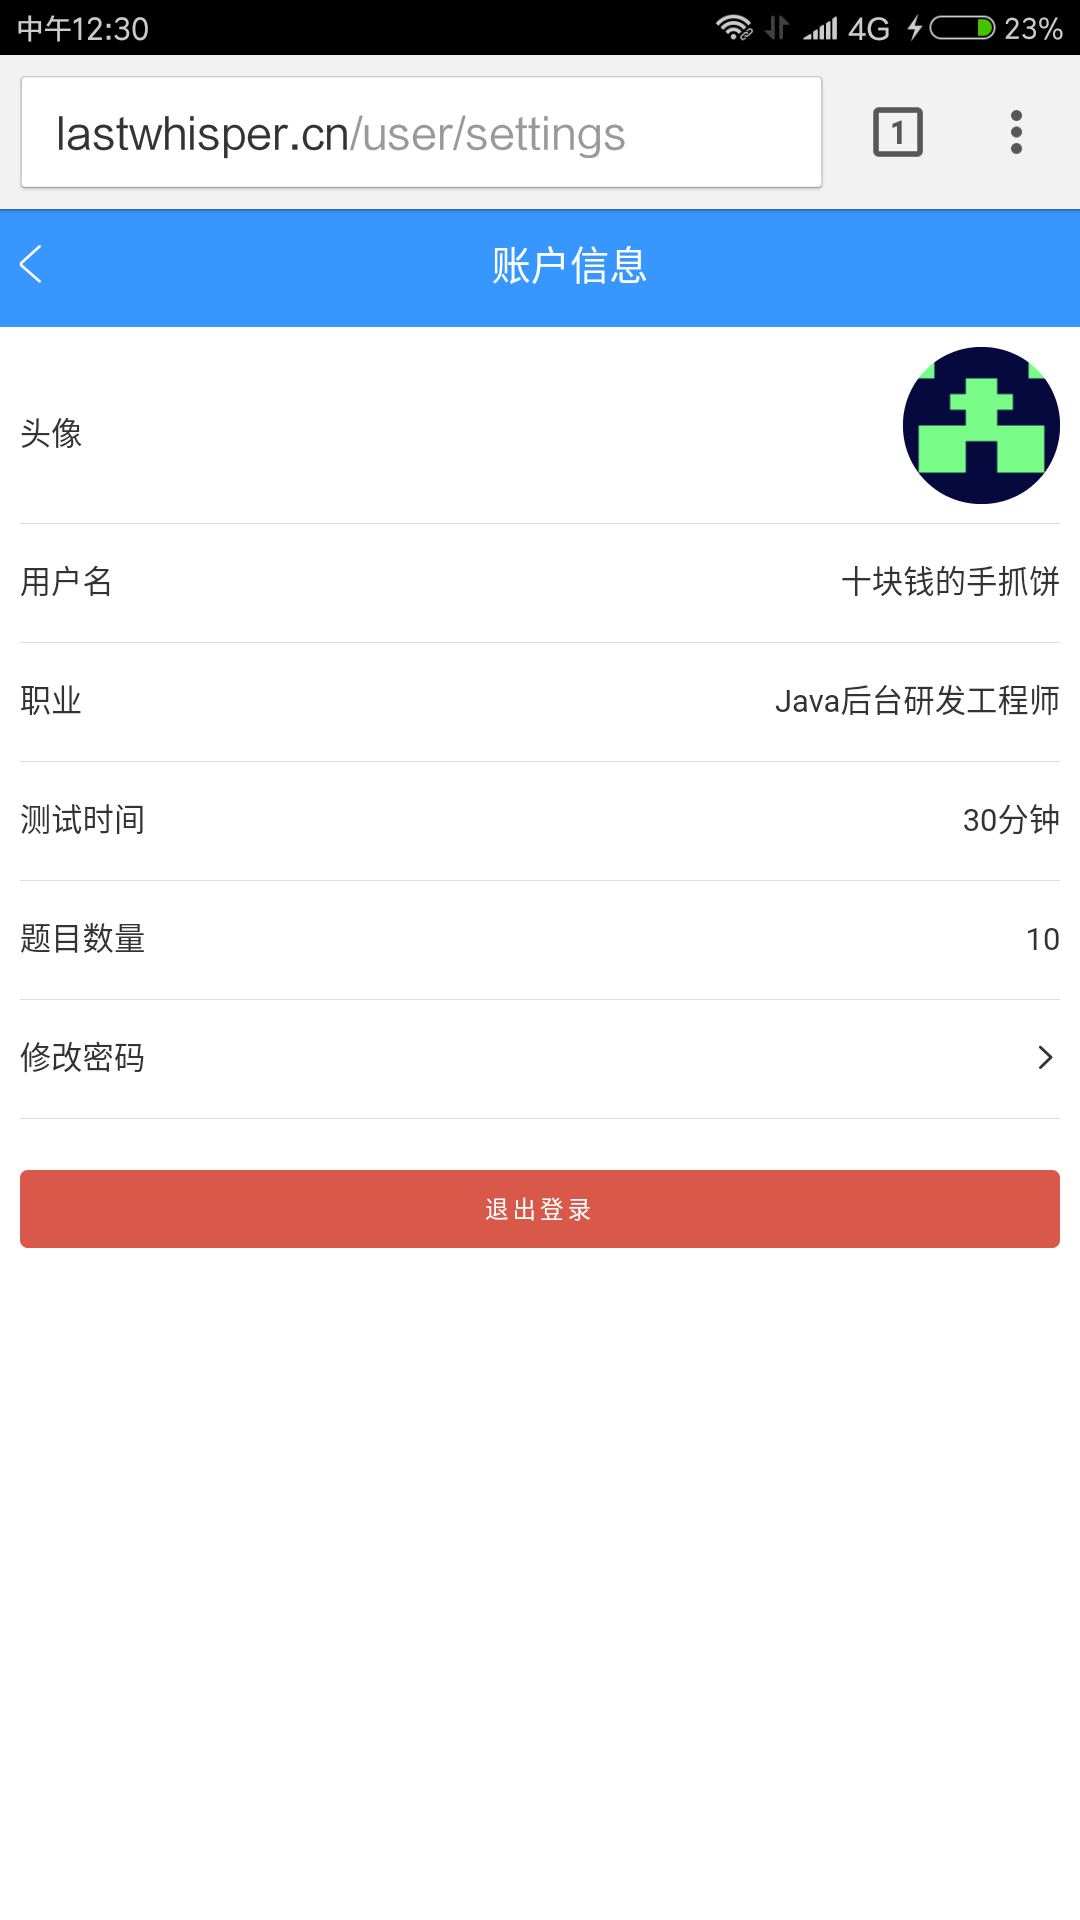 中午12:30 4G 23%
lastwhisper.cn/user/settings 1
账户信息
头像
用户名 十块钱的手抓饼
职业 Java后台研发工程师
测试时间 30分钟
题目数量 10
修改密码
退出登录